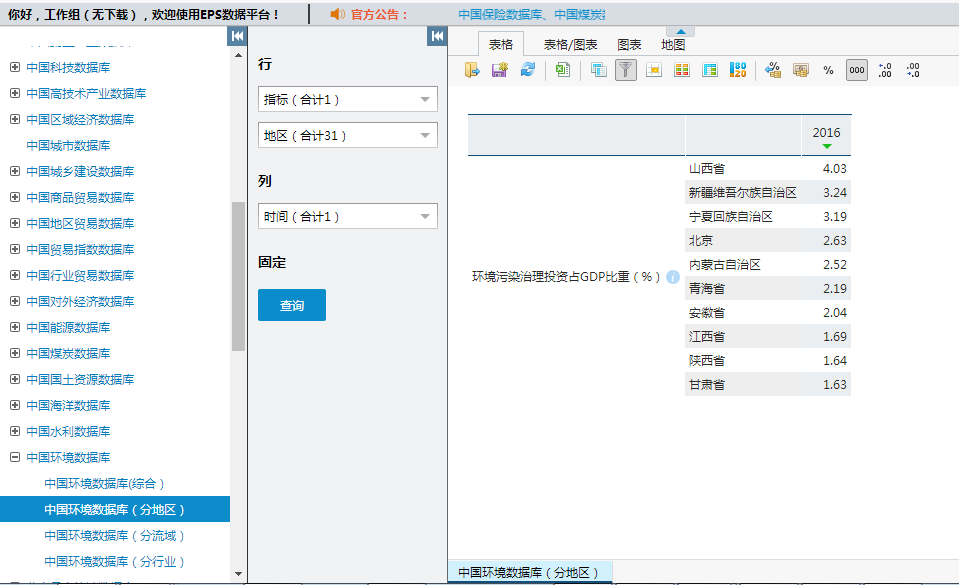 你好，工作组（无下载），欢迎使用EPS数据平台！
官方公告：
中国保险数据库、中国煤炭
中国科技数据库
中国高技术产业数据库
中国区域经济数据库
中国城市数据库
中国城乡建设数据库
中国商品贸易数据库
中国地区贸易数据库
中国贸易指数数据库
中国行业贸易数据库
中国对外经济数据库
中国能源数据库
中国煤炭数据库
中国国土资源数据库
中国海洋数据库
中国水利数据库
中国环境数据库
中国环境数据库(综合）
中国环境数据库（分地区）
中国环境数据库（分流域）
中国环境数据库（分行业）
行
指标（合计1）
地区（合计31）
列
时间（合计1）
固定
查询
表格
表格/图表
图表
地图
%
000
2016
环境污染治理投资占GDP比重（%）
山西省 4.03
新疆维吾尔族自治区 3.24
宁夏回族自治区 3.19
北京 2.63
内蒙古自治区 2.52
青海省 2.19
安徽省 2.04
江西省 1.69
陕西省 1.64
甘肃省 1.63
中国环境数据库（分地区）